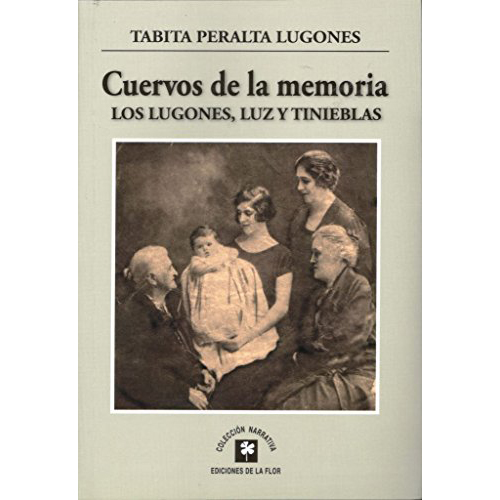 TABITA PERALTA LUGONES
Cuervos de la memoria
LOS LUGONES, LUZ Y TINIEBLAS
COLECCIÓN NARRATIVA
EDICIONES DE LA FLOR